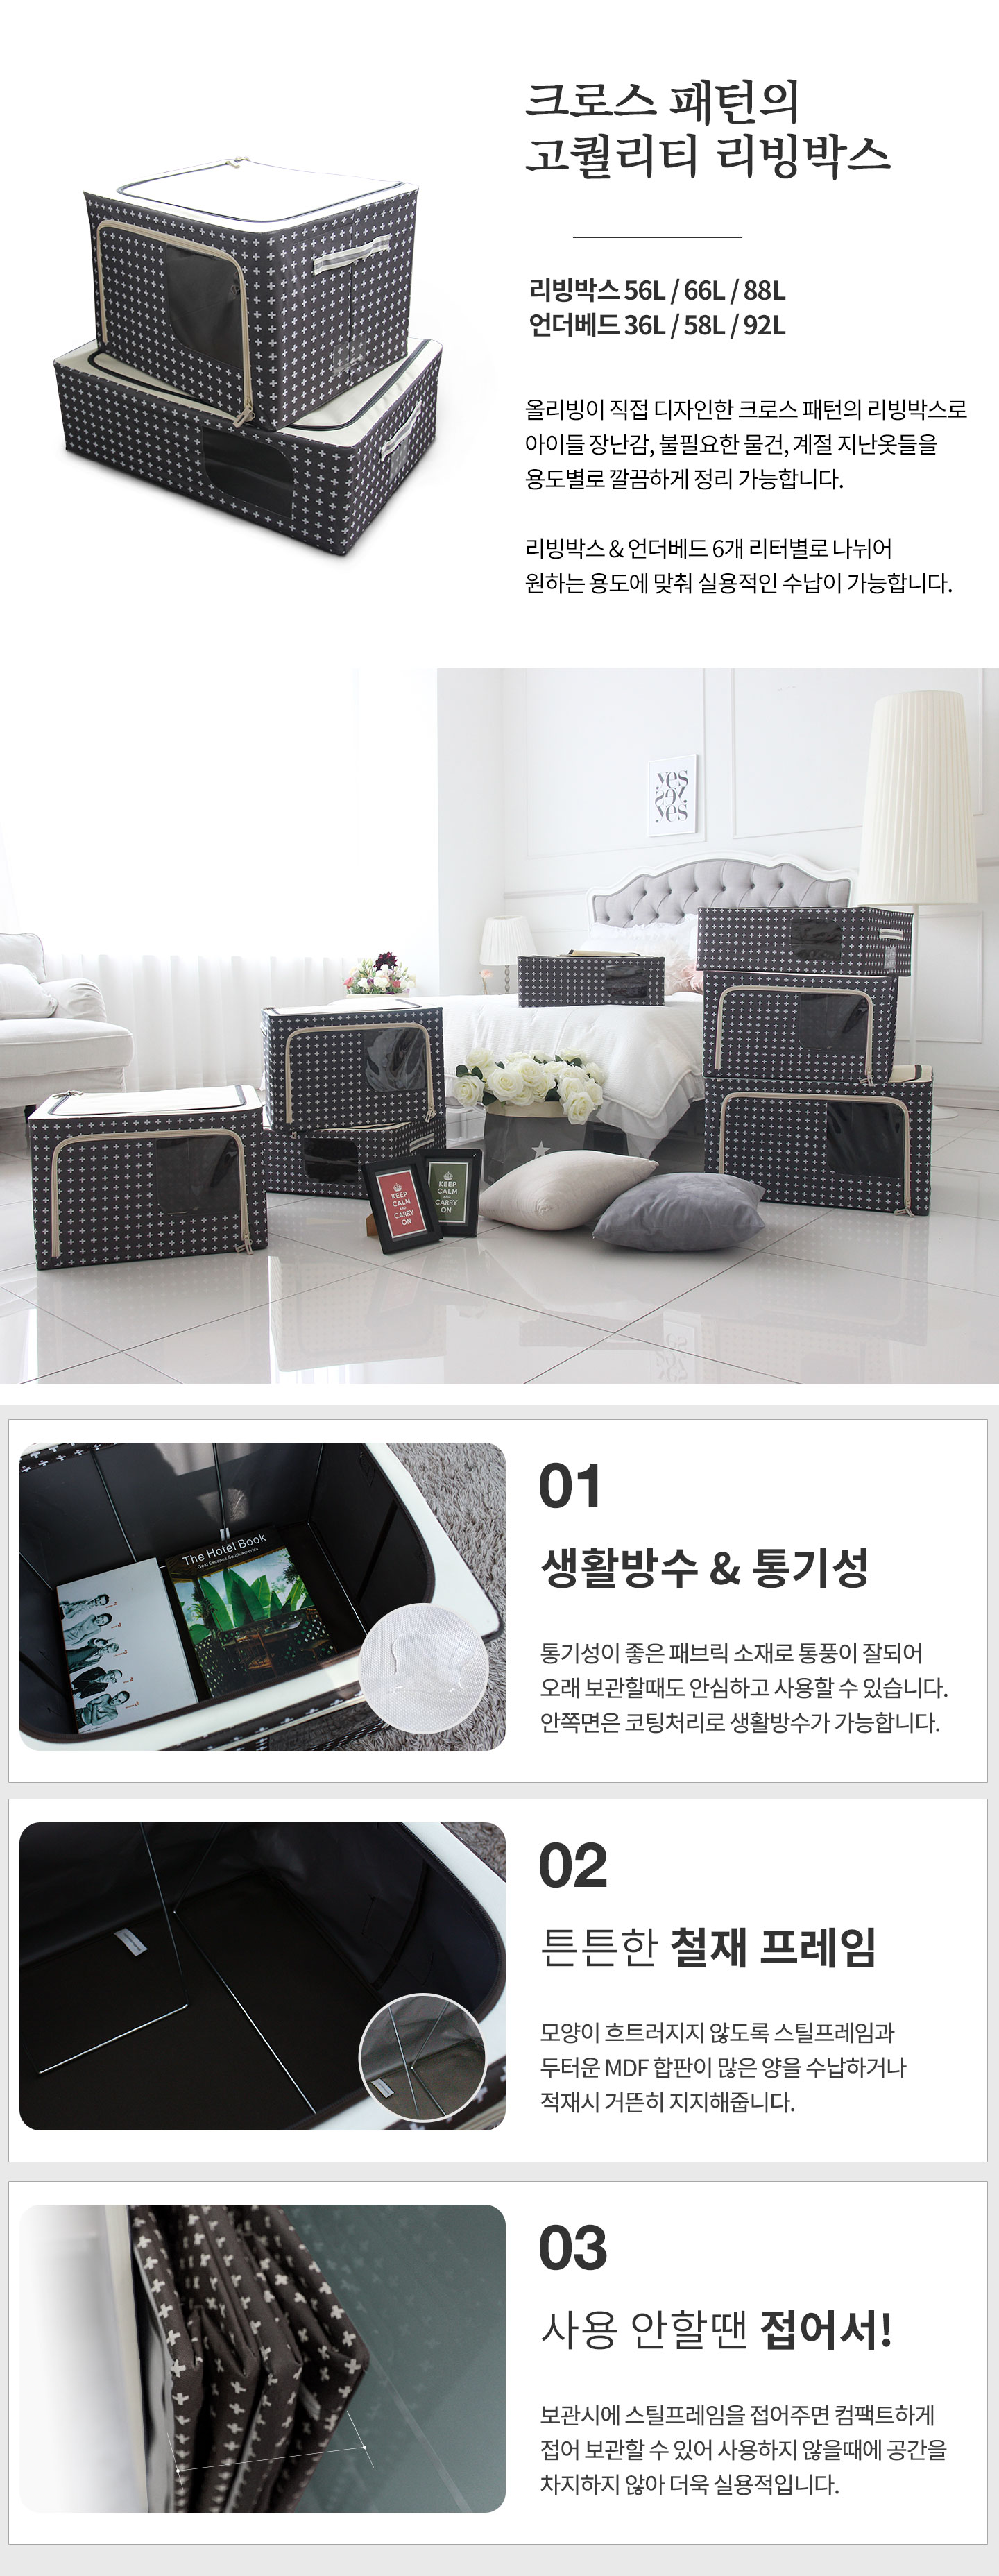 크로스 패턴의
고퀄리티 리빙박스
리빙박스 56L / 66L / 88L
언더베드 36L / 58L / 92L
올리빙이 직접 디자인한 크로스 패턴의 리빙박스로
아이들 장난감, 불필요한 물건, 계절 지난옷들을
용도별로 깔끔하게 정리 가능합니다.
리빙박스 & 언더베드 6개 리터별로 나뉘어
원하는 용도에 맞춰 실용적인 수납이 가능합니다.
yes
yes
yes
KEEP
CALM
AND
CARRY
ON
KEEP
CALM
AND
CARRY
ON
The Hotel Book
Great Escapes South America
01
생활방수 & 통기성
통기성이 좋은 패브릭 소재로 통풍이 잘되어
오래 보관할때도 안심하고 사용할 수 있습니다.
안쪽면은 코팅처리로 생활방수가 가능합니다.
02
튼튼한 철재 프레임
모양이 흐트러지지 않도록 스틸프레임과
두터운 MDF 합판이 많은 양을 수납하거나
적재시 거뜬히 지지해줍니다.
03
사용 안할땐 접어서!
보관시에 스틸프레임을 접어주면 컴팩트하게
접어 보관할 수 있어 사용하지 않을때에 공간을
차지하지 않아 더욱 실용적입니다.